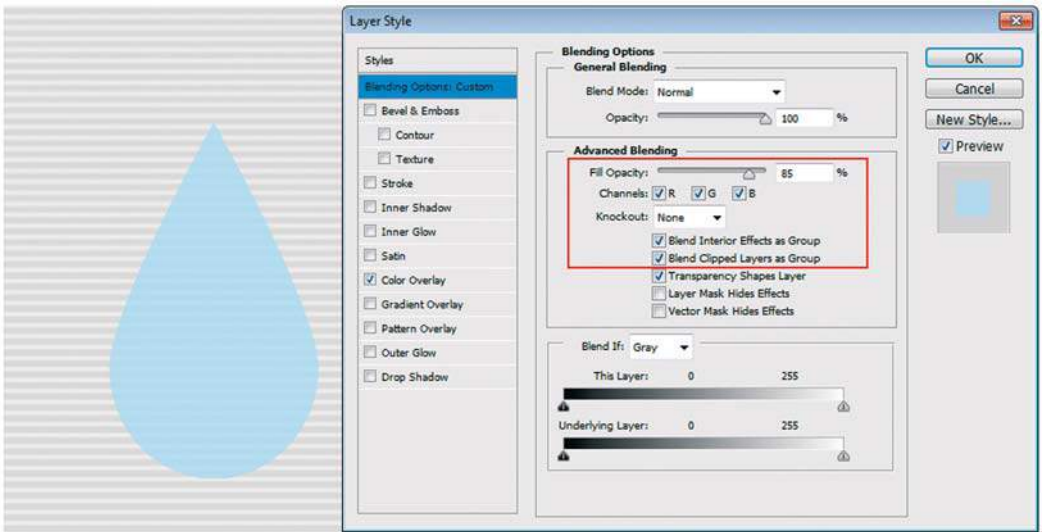 Layer Style
Styles
Blending Options: Custom
Bevel & Emboss
Contour
Texture
Stroke
Inner Shadow
Inner Glow
Satin
Color Overlay
Gradient Overlay
Pattern Overlay
Outer Glow
Drop Shadow
Blending Options
General Blending
Blend Mode: Normal
Opacity: 100 %
Advanced Blending
Fill Opacity: 85 %
Channels: R G B
Knockout: None
Blend Interior Effects as Group
Blend Clipped Layers as Group
Transparency Shapes Layer
Layer Mask Hides Effects
Vector Mask Hides Effects
Blend If: Gray
This Layer: 0 255
Underlying Layer: 0 255
OK
Cancel
New Style...
Preview